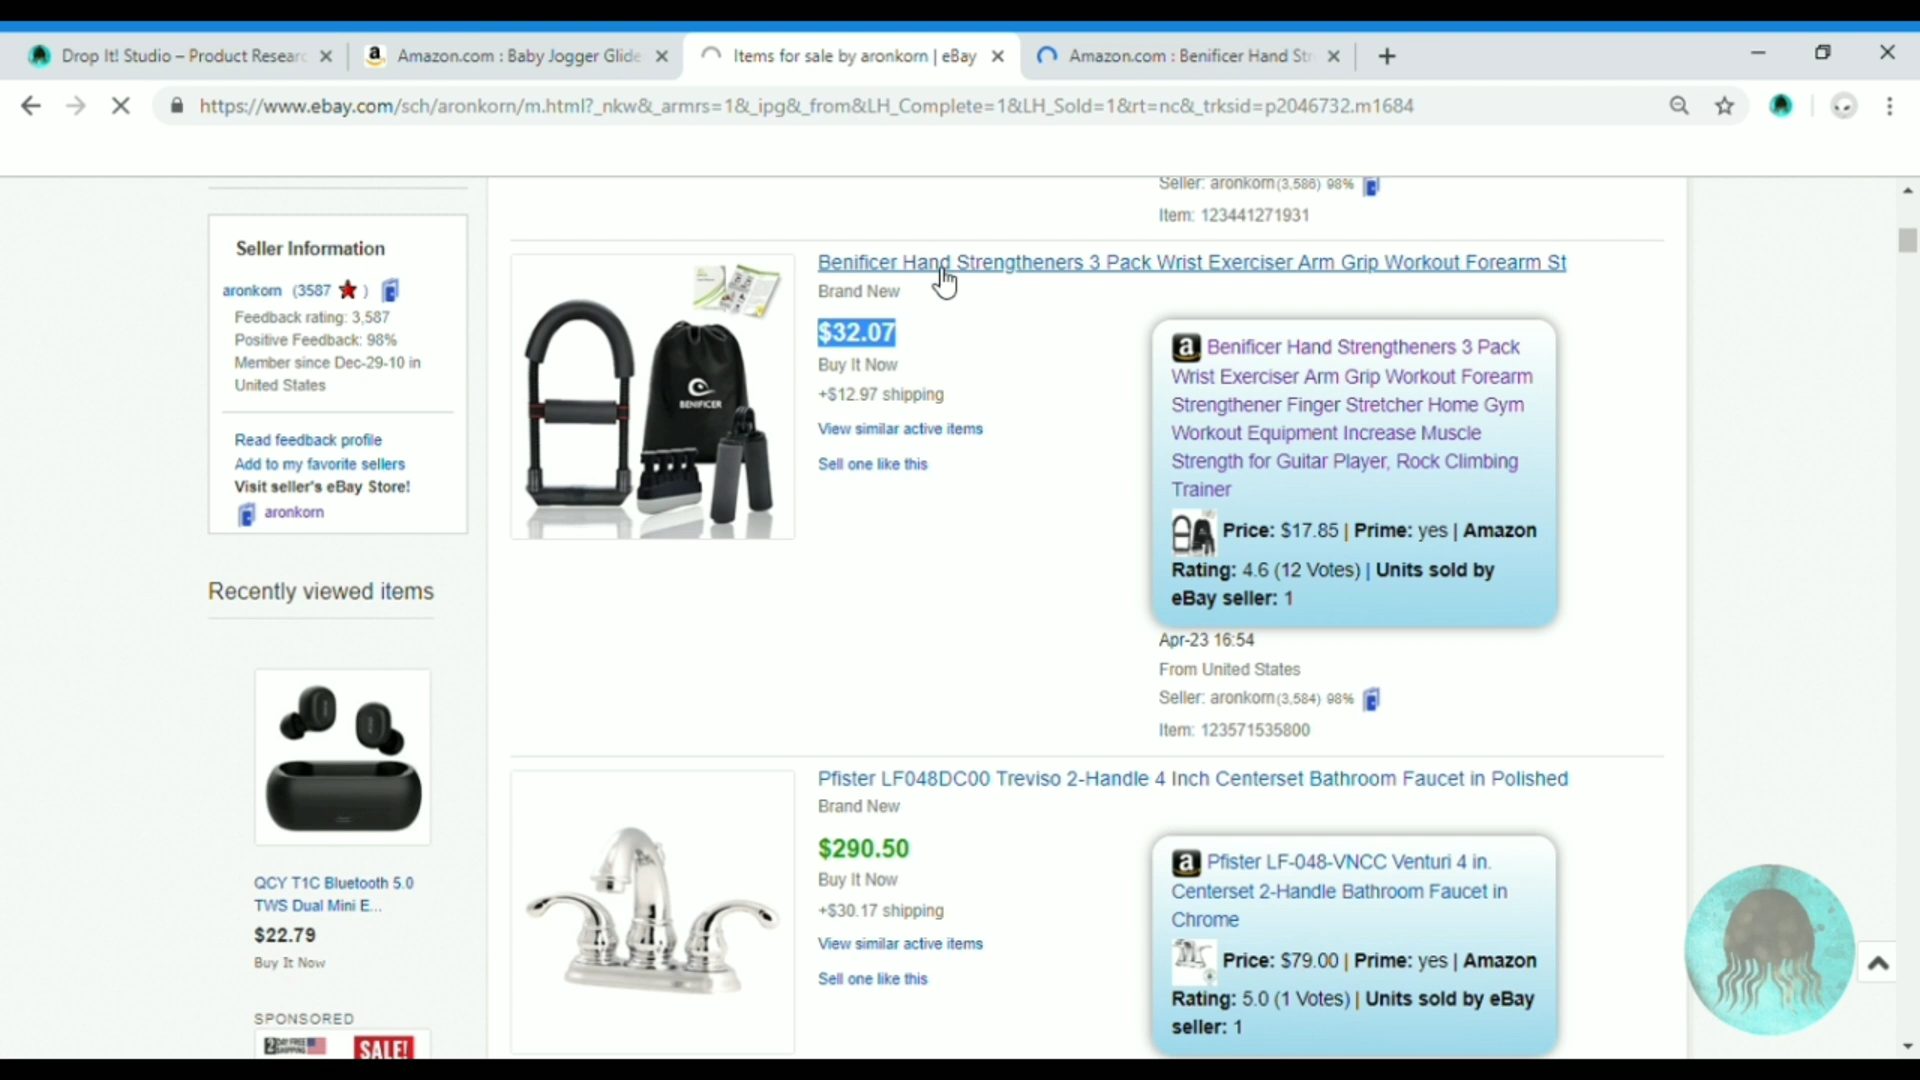 Drop It! Studio – Product Researc
Amazon.com : Baby Jogger Glide
Items for sale by aronkorn | eBay
Amazon.com : Benificer Hand Str
https://www.ebay.com/sch/aronkorn/m.html?_nkw&_armrs=1&_ipg&_from&LH_Complete=1&LH_Sold=1&rt=nc&_trksid=p2046732.m1684
Seller: aronkorn(3,586) 98%
Item: 123441271931
Seller Information
aronkorn (3587 )
Feedback rating: 3,587
Positive Feedback: 98%
Member since Dec-29-10 in
United States
Read feedback profile
Add to my favorite sellers
Visit seller's eBay Store!
aronkorn
Recently viewed items
QCY T1C Bluetooth 5.0
TWS Dual Mini E...
$22.79
Buy It Now
SPONSORED
SALE!
BENIFICER
Benificer Hand Strengtheners 3 Pack Wrist Exerciser Arm Grip Workout Forearm St
Brand New
$32.07
Buy It Now
+$12.97 shipping
View similar active items
Sell one like this
a Benificer Hand Strengtheners 3 Pack
Wrist Exerciser Arm Grip Workout Forearm
Strengthener Finger Stretcher Home Gym
Workout Equipment Increase Muscle
Strength for Guitar Player, Rock Climbing
Trainer
Price: $17.85 | Prime: yes | Amazon
Rating: 4.6 (12 Votes) | Units sold by
eBay seller: 1
Apr-23 16:54
From United States
Seller: aronkorn(3,584) 98%
Item: 123571535800
Pfister LF048DC00 Treviso 2-Handle 4 Inch Centerset Bathroom Faucet in Polished
Brand New
$290.50
Buy It Now
+$30.17 shipping
View similar active items
Sell one like this
a Pfister LF-048-VNCC Venturi 4 in.
Centerset 2-Handle Bathroom Faucet in
Chrome
Price: $79.00 | Prime: yes | Amazon
Rating: 5.0 (1 Votes) | Units sold by eBay
seller: 1